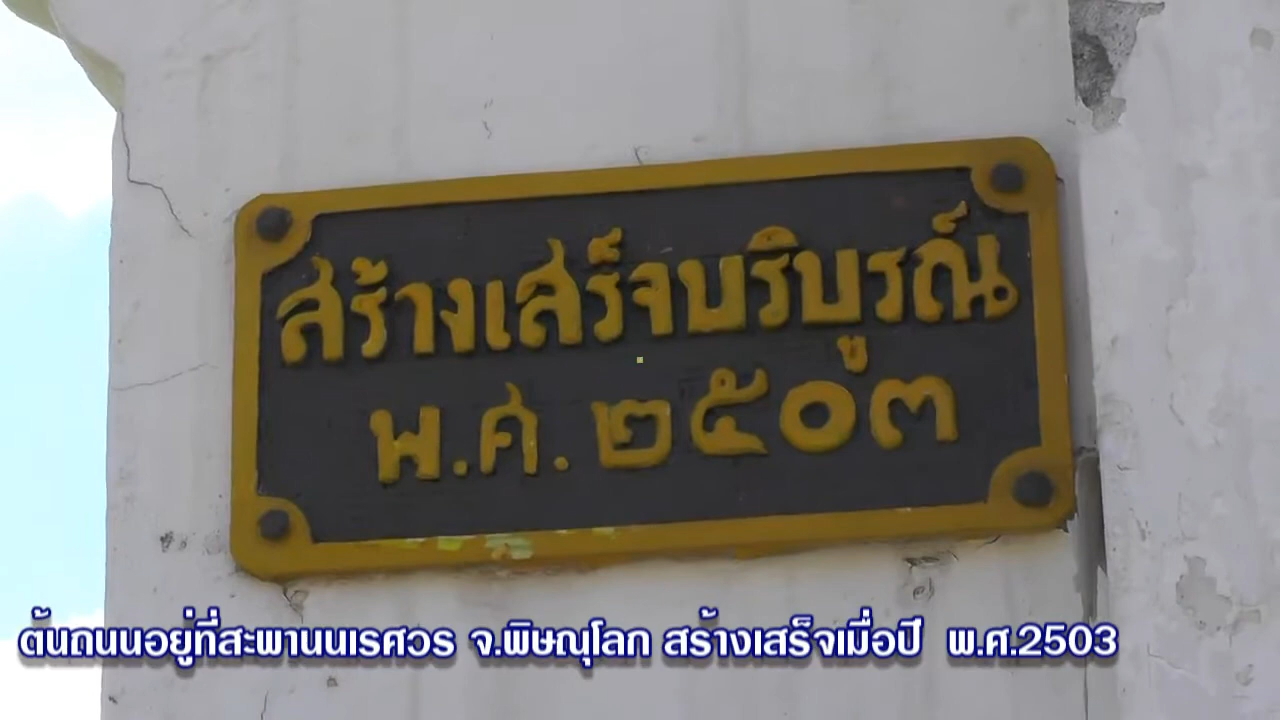 สร้างเสร็จบริบูรณ์
พ.ศ.๒๕๐๓
ต้นถนนอยู่ที่สะพานนเรศวร จ.พิษณุโลก สร้างเสร็จเมื่อปี พ.ศ.2503